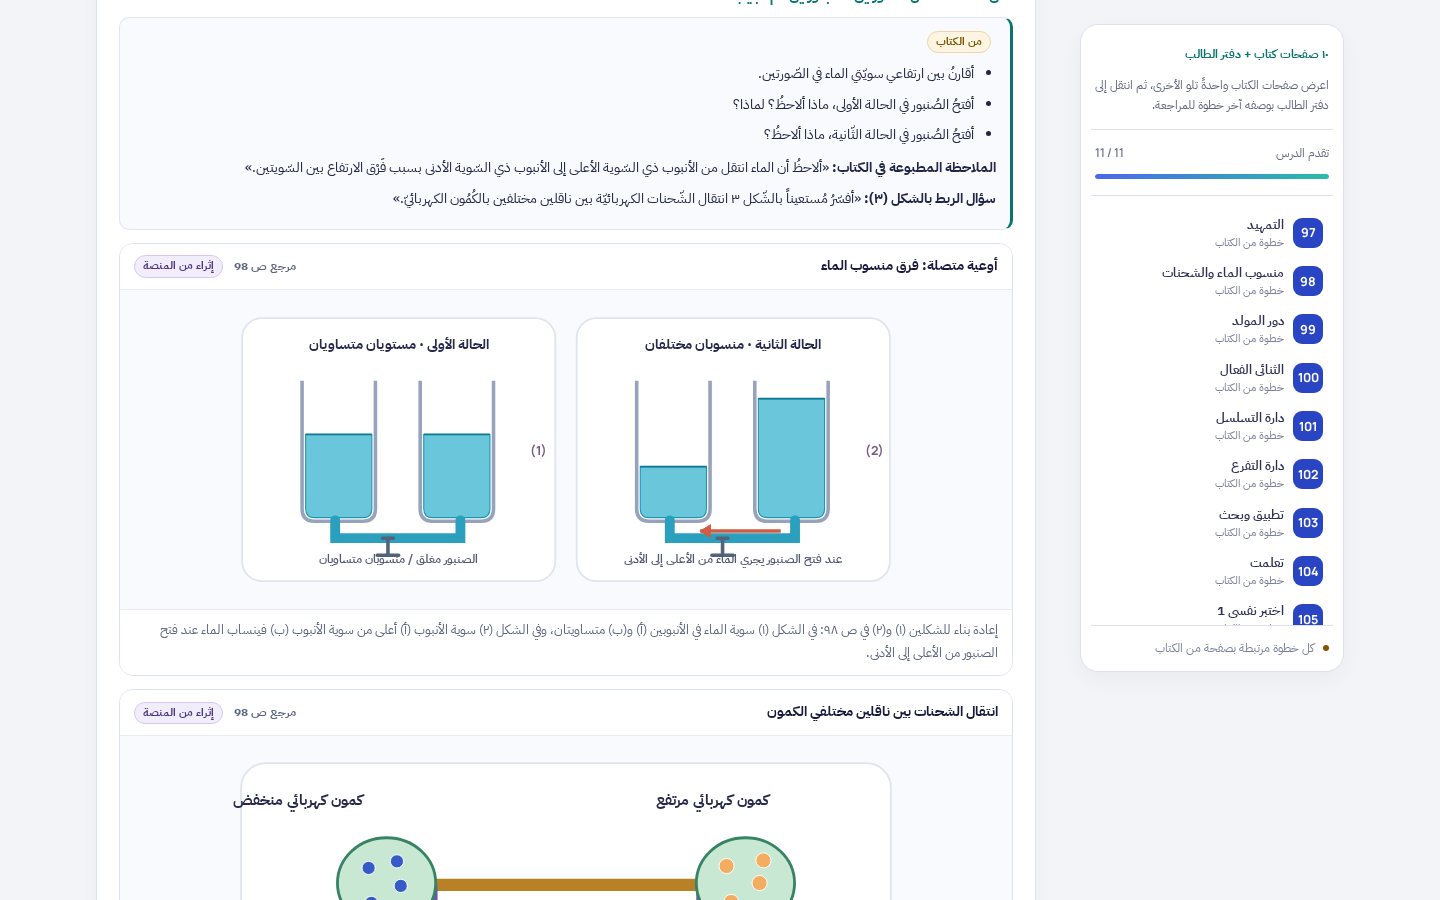 من الكتاب
أقارنُ بين ارتفاعي سويّتي الماء في الصّورتين.
أفتحُ الصُنبور في الحالة الأولى، ماذا ألاحظُ؟ لماذا؟
أفتحُ الصُنبور في الحالة الثّانية، ماذا ألاحظُ؟
الملاحظة المطبوعة في الكتاب: «ألاحظُ أن الماء انتقل من الأنبوب ذي السّوية الأعلى إلى الأنبوب ذي السّوية الأدنى بسبب فَرْق الارتفاع بين السّويتين.»
سؤال الربط بالشكل (٣): «أفسّرُ مُستعيناً بالشّكل ٣ انتقال الشّحنات الكهربائيّة بين ناقلين مختلفين بالكُمُون الكهربائيّ.»
أوعية متصلة: فرق منسوب الماء
مرجع ص 98
إثراء من المنصة
الحالة الثانية · منسوبان مختلفان
(2)
عند فتح الصنبور يجري الماء من الأعلى إلى الأدنى
الحالة الأولى · مستويان متساويان
(1)
الصنبور مغلق / منسوبان متساويان
إعادة بناء للشكلين (١) و(٢) في ص ٩٨: في الشكل (١) سوية الماء في الأنبوبين (أ) و(ب) متساويتان، وفي الشكل (٢) سوية الأنبوب (أ) أعلى من سوية الأنبوب (ب) فينساب الماء عند فتح
الصنبور من الأعلى إلى الأدنى.
انتقال الشحنات بين ناقلين مختلفي الكمون
مرجع ص 98
إثراء من المنصة
كمون كهربائي مرتفع
كمون كهربائي منخفض
١٠ صفحات كتاب + دفتر الطالب
اعرض صفحات الكتاب واحدةً تلو الأخرى، ثم انتقل إلى
دفتر الطالب بوصفه آخر خطوة للمراجعة.
تقدم الدرس
11 / 11
97
التمهيد
خطوة من الكتاب
98
منسوب الماء والشحنات
خطوة من الكتاب
99
دور المولد
خطوة من الكتاب
100
الثنائي الفعال
خطوة من الكتاب
101
دارة التسلسل
خطوة من الكتاب
102
دارة التفرع
خطوة من الكتاب
103
تطبيق وبحث
خطوة من الكتاب
104
تعلمت
خطوة من الكتاب
105
اختبر نفسي 1
كل خطوة مرتبطة بصفحة من الكتاب